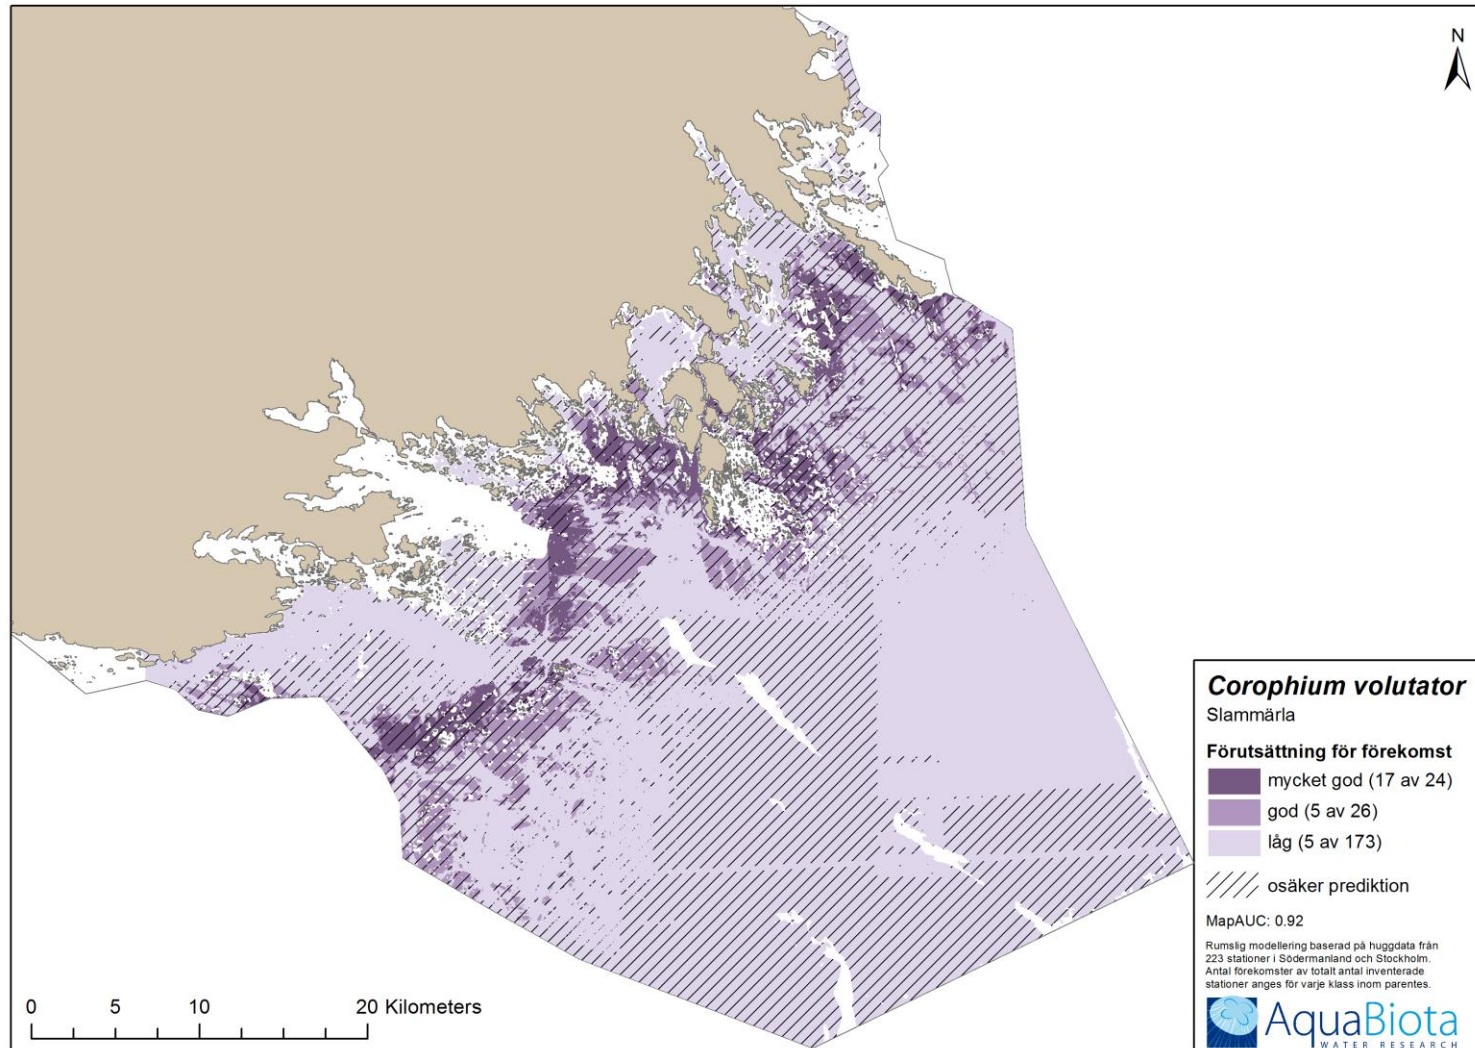 N
Corophium volutator
Slammärla
Förutsättning för förekomst
mycket god (17 av 24)
god (5 av 26)
låg (5 av 173)
osäker prediktion
MapAUC: 0.92
Rumslig modellering baserad på huggdata från
223 stationer i Södermanland och Stockholm.
Antal förekomster av totalt antal inventerade
stationer anges för varje klass inom parentes.
AquaBiota
WATER RESEARCH
0 5 10 20 Kilometers